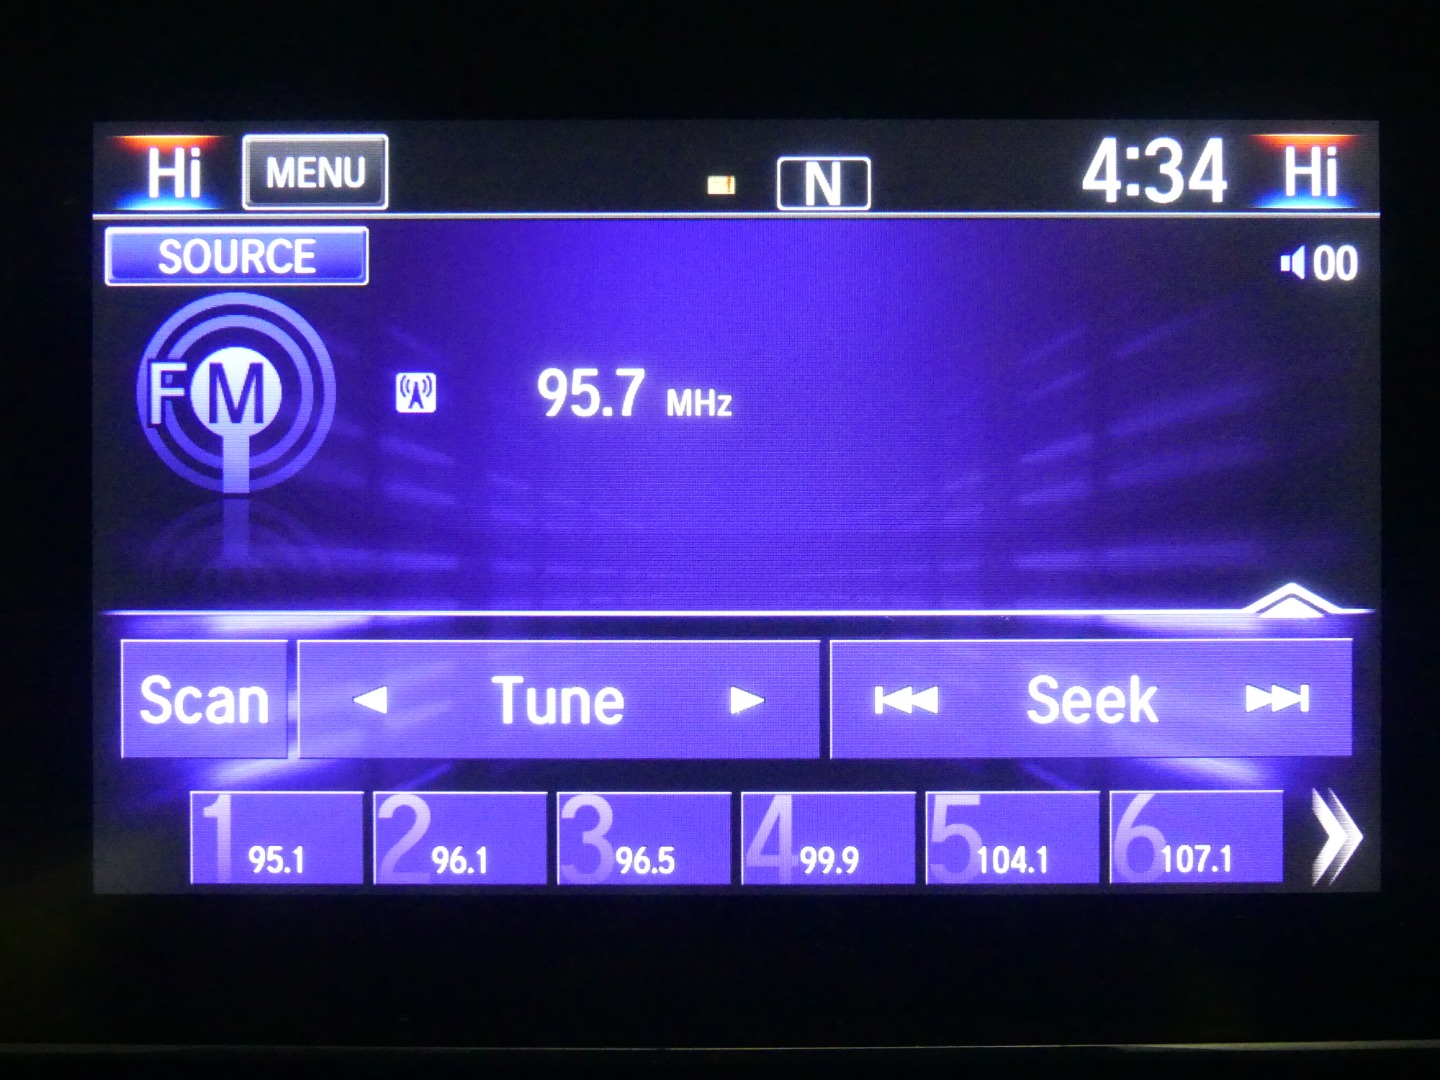 Hi MENU N 4:34 Hi
SOURCE 00
FM 95.7 MHz
Scan Tune Seek
1 95.1 2 96.1 3 96.5 4 99.9 5 104.1 6 107.1